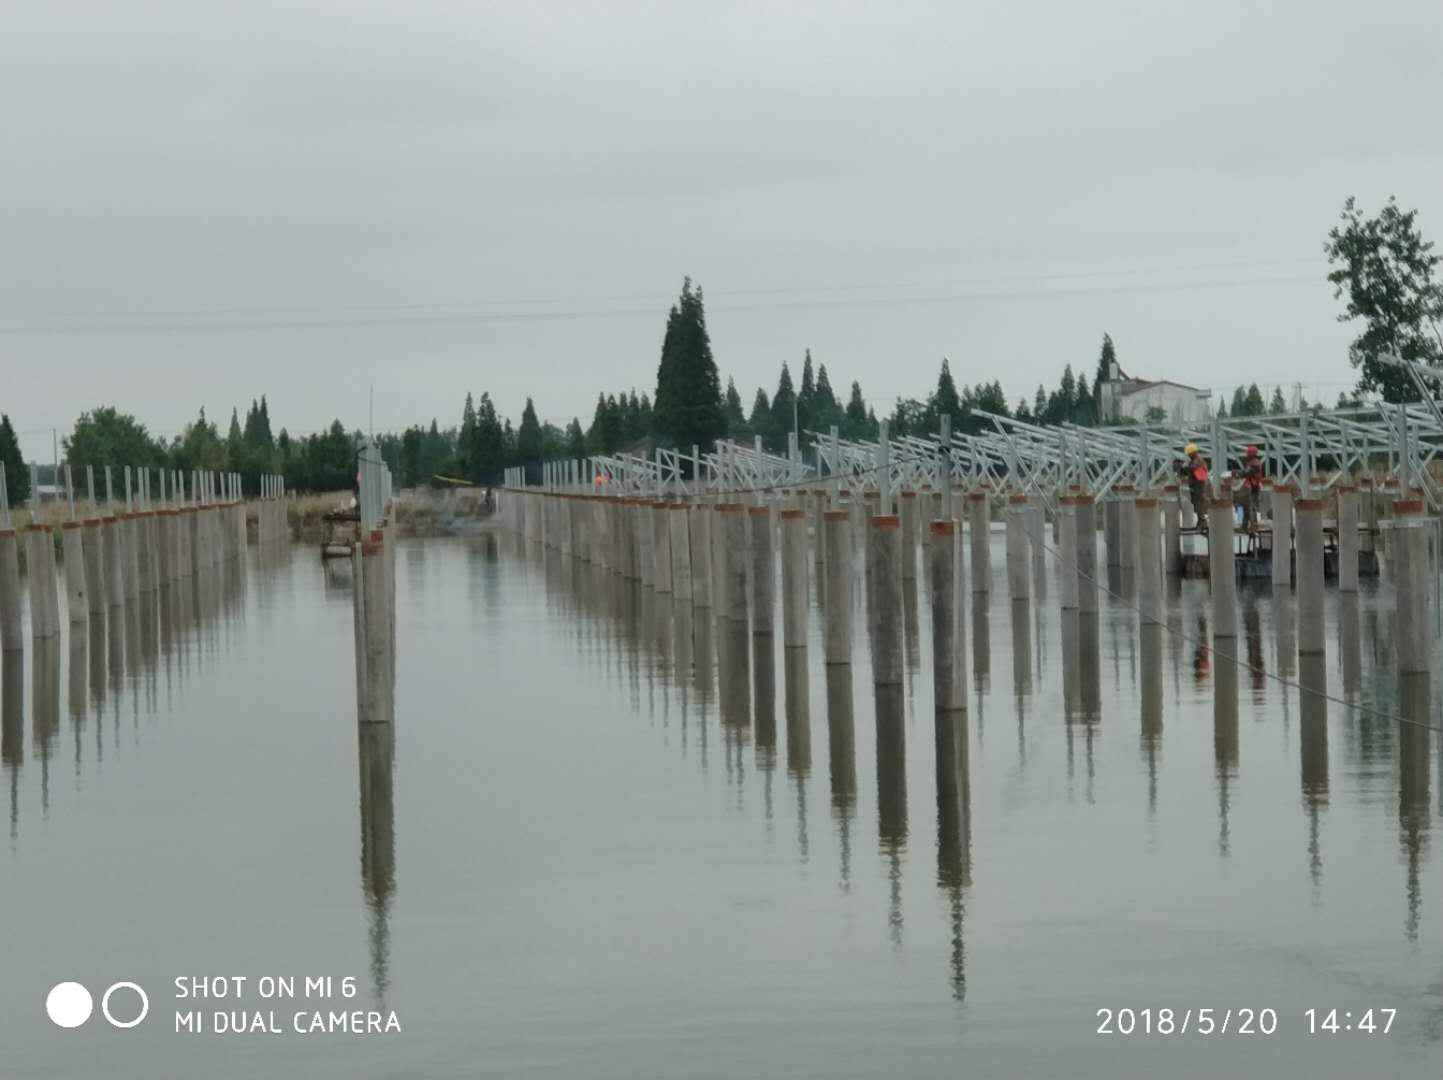 SHOT ON MI 6
MI DUAL CAMERA
2018/5/20 14:47